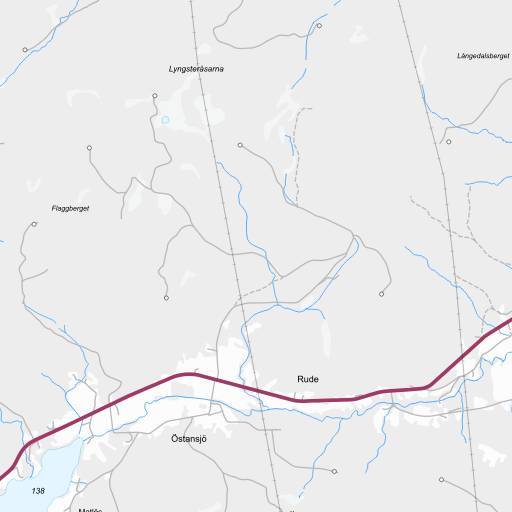 Långedalsberget
Lyngsteråsarna
Flaggberget
Rude
Östansjö
138